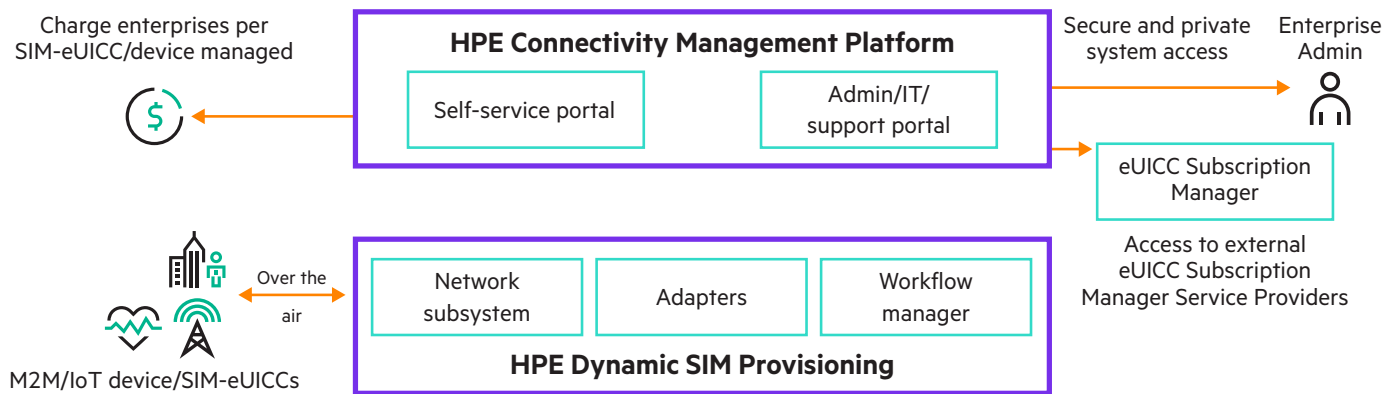 Charge enterprises per
SIM-eUICC/device managed
$
HPE Connectivity Management Platform
Self-service portal
Admin/IT/
support portal
Secure and private
system access
Enterprise
Admin
eUICC Subscription
Manager
Access to external
eUICC Subscription
Manager Service Providers
Over the
air
M2M/IoT device/SIM-eUICCs
Network
subsystem
Adapters
Workflow
manager
HPE Dynamic SIM Provisioning